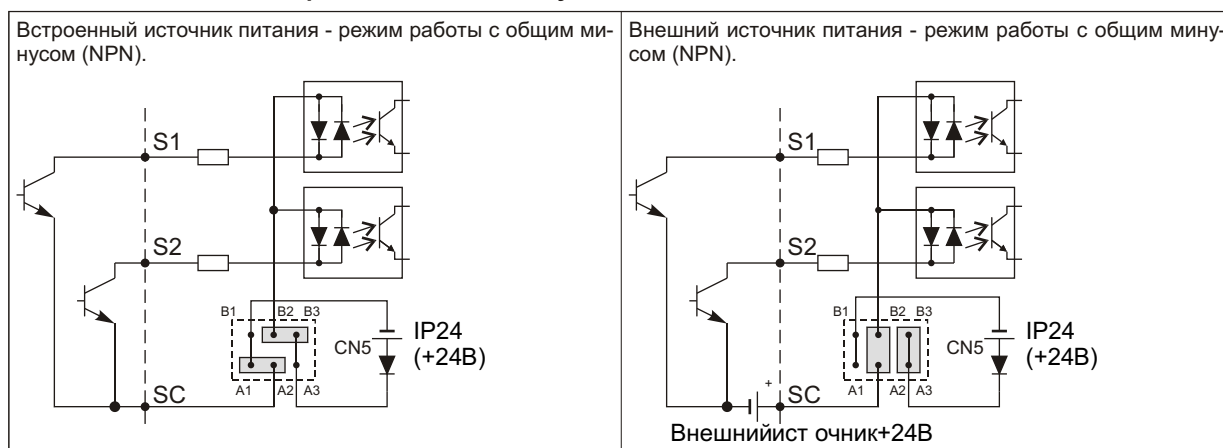 Встроенный источник питания - режим работы с общим ми-
нусом (NPN).
S1
S2
B1
B2
B3
CN5
IP24
(+24В)
A1
A2
A3
SC
Внешний источник питания - режим работы с общим мину-
сом (NPN).
S1
S2
B1
B2
B3
CN5
IP24
(+24В)
A1
A2
A3
+
SC
Внешнийист очник+24В